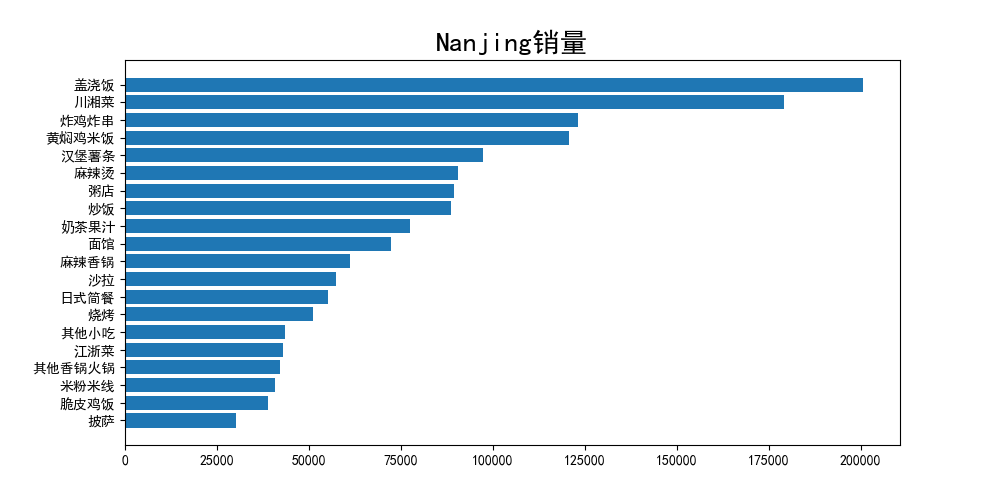 Nanjing销量
盖浇饭
川湘菜
炸鸡炸串
黄焖鸡米饭
汉堡薯条
麻辣烫
粥店
炒饭
奶茶果汁
面馆
麻辣香锅
沙拉
日式简餐
烧烤
其他小吃
江浙菜
其他香锅火锅
米粉米线
脆皮鸡饭
披萨
0 25000 50000 75000 100000 125000 150000 175000 200000